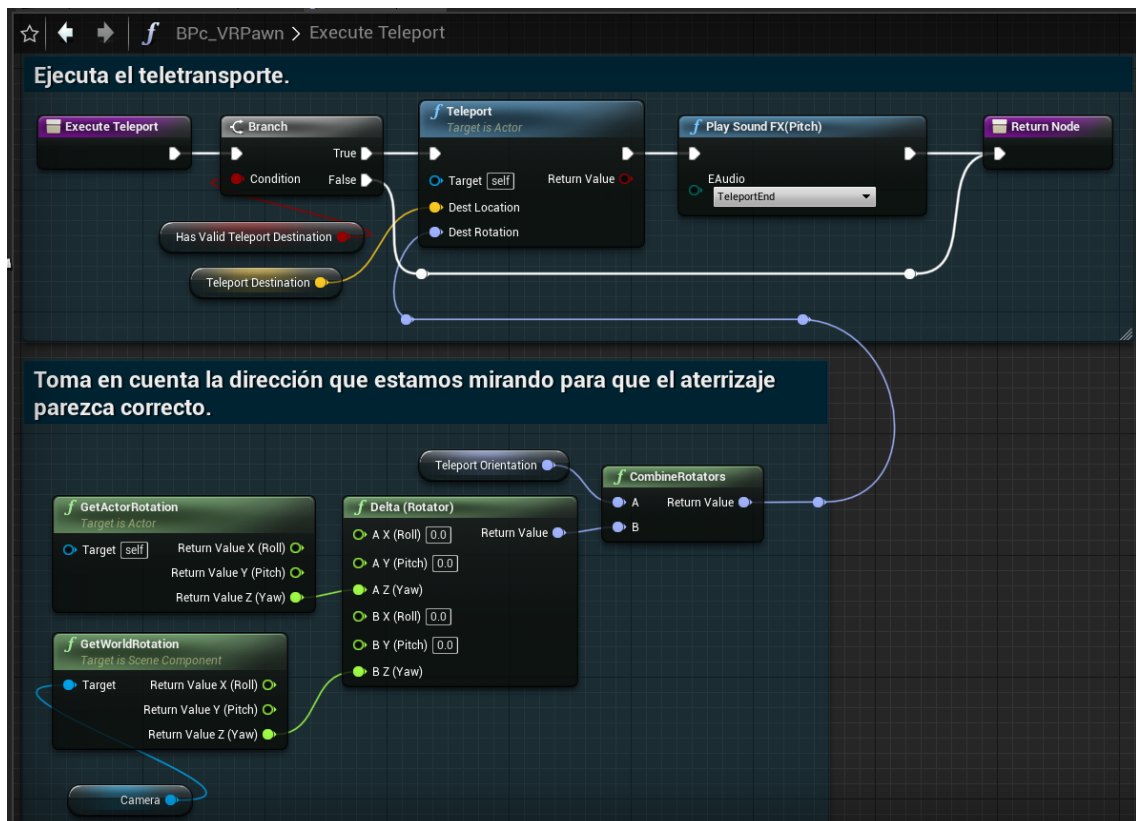 BPc_VRPawn > Execute Teleport
Ejecuta el teletransporte.
Execute Teleport
Branch
True
Condition
False
Has Valid Teleport Destination
Teleport Destination
Teleport
Target is Actor
Target self
Return Value
Dest Location
Dest Rotation
Play Sound FX(Pitch)
EAudio
TeleportEnd
Return Node
Toma en cuenta la dirección que estamos mirando para que el aterrizaje
parezca correcto.
Teleport Orientation
CombineRotators
A
Return Value
B
GetActorRotation
Target is Actor
Target self
Return Value X (Roll)
Return Value Y (Pitch)
Return Value Z (Yaw)
Delta (Rotator)
A X (Roll) 0.0
Return Value
A Y (Pitch) 0.0
A Z (Yaw)
B X (Roll) 0.0
B Y (Pitch) 0.0
B Z (Yaw)
GetWorldRotation
Target is Scene Component
Target
Return Value X (Roll)
Return Value Y (Pitch)
Return Value Z (Yaw)
Camera